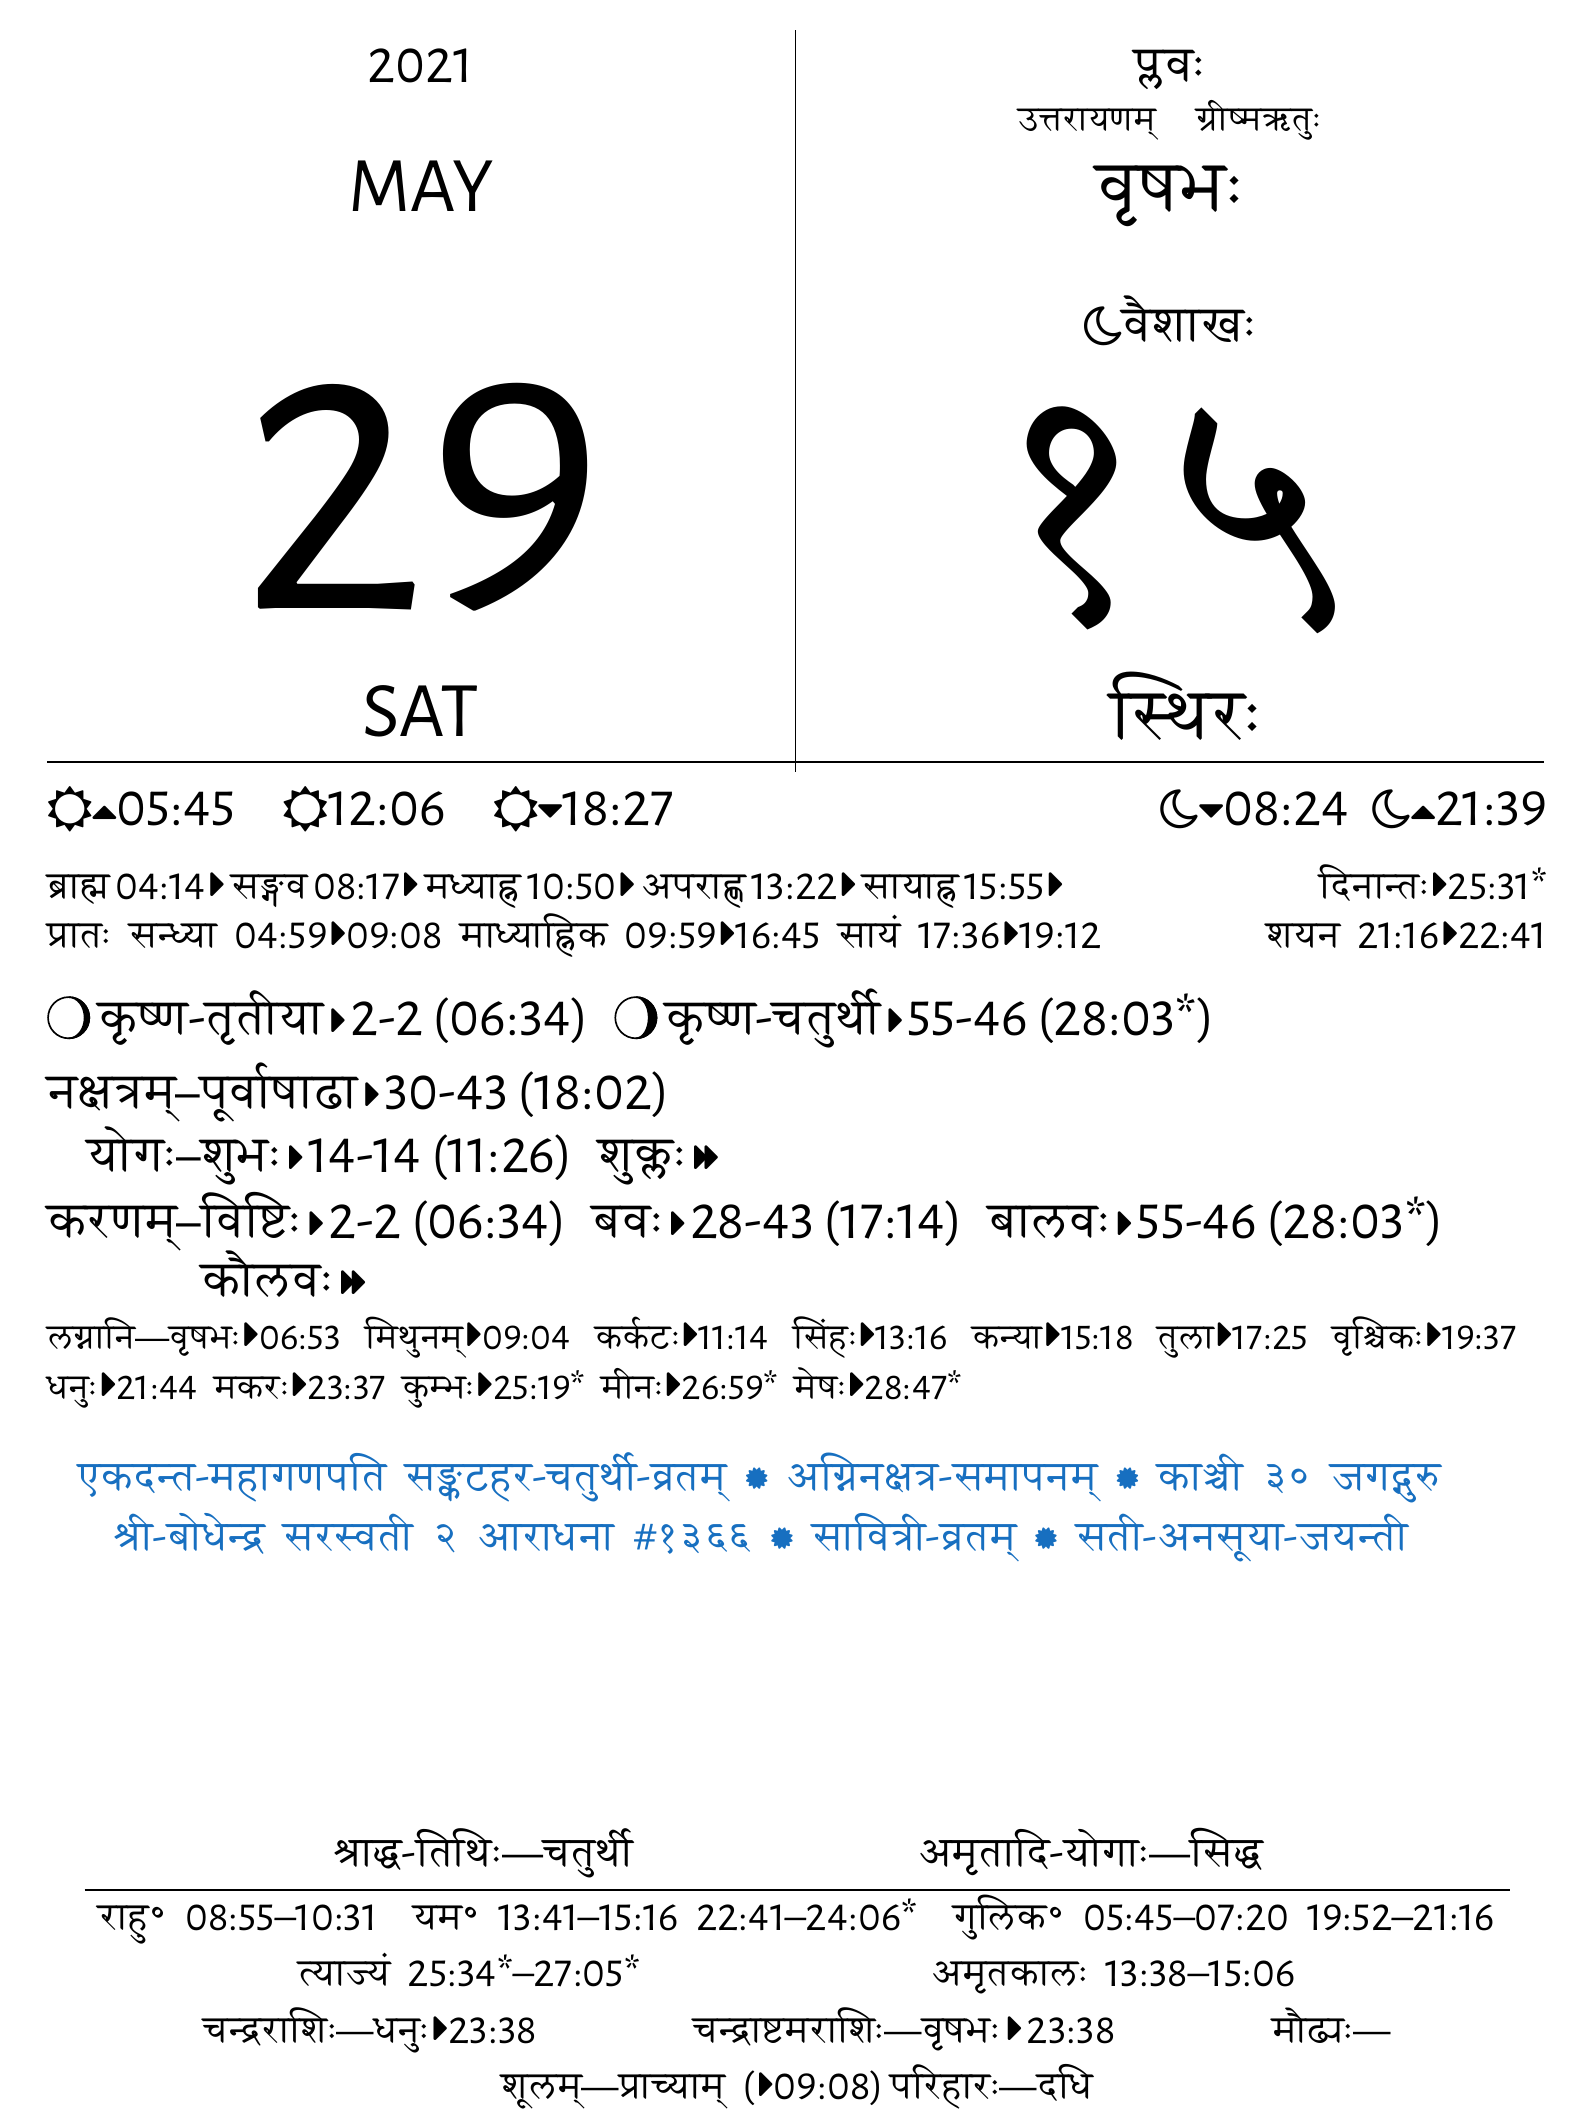 2021
MAY
29
SAT
प्लवः
उत्तरायणम् ग्रीष्मऋतुः
वृषभः
वैशाखः
१५
स्थिरः
05:45 12:06 18:27 08:24 21:39
ब्राह्म 04:14 सङ्गव 08:17 मध्याह्न 10:50 अपराह्ण 13:22 सायाह्न 15:55 दिनान्तः 25:31*
प्रातः सन्ध्या 04:59 09:08 माध्याह्निक 09:59 16:45 सायं 17:36 19:12 शयन 21:16 22:41
कृष्ण-तृतीया 2-2 (06:34) कृष्ण-चतुर्थी 55-46 (28:03*)
नक्षत्रम्–पूर्वाषाढा 30-43 (18:02)
योगः–शुभः 14-14 (11:26) शुक्लः
करणम्–विष्टिः 2-2 (06:34) बवः 28-43 (17:14) बालवः 55-46 (28:03*)
कौलवः
लग्नानि—वृषभः 06:53 मिथुनम् 09:04 कर्कटः 11:14 सिंहः 13:16 कन्या 15:18 तुला 17:25 वृश्चिकः 19:37
धनुः 21:44 मकरः 23:37 कुम्भः 25:19* मीनः 26:59* मेषः 28:47*
एकदन्त-महागणपति सङ्कटहर-चतुर्थी-व्रतम् ✹ अग्निनक्षत्र-समापनम् ✹ काञ्ची ३० जगद्गुरु
श्री-बोधेन्द्र सरस्वती २ आराधना #१३६६ ✹ सावित्री-व्रतम् ✹ सती-अनसूया-जयन्ती
श्राद्ध-तिथिः—चतुर्थी अमृतादि-योगाः—सिद्ध
राहु॰ 08:55–10:31 यम॰ 13:41–15:16 22:41–24:06* गुलिक॰ 05:45–07:20 19:52–21:16
त्याज्यं 25:34*–27:05* अमृतकालः 13:38–15:06
चन्द्रराशिः—धनुः 23:38 चन्द्राष्टमराशिः—वृषभः 23:38 मौढ्यः—
शूलम्—प्राच्याम् (09:08) परिहारः—दधि